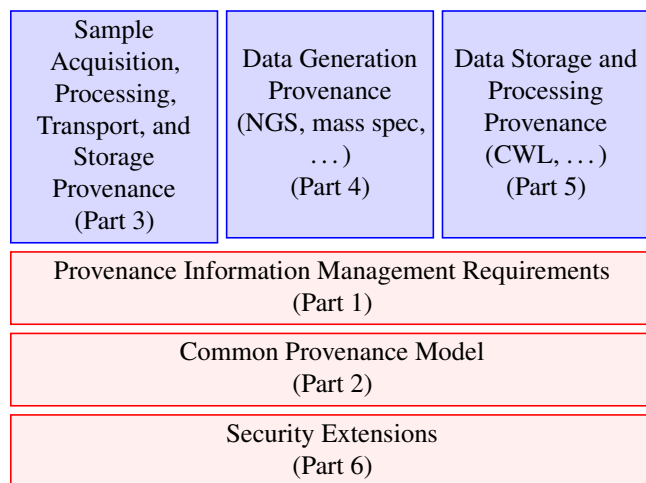 Sample
Acquisition,
Processing,
Transport, and
Storage
Provenance
(Part 3)
Data Generation
Provenance
(NGS, mass spec,
...)
(Part 4)
Data Storage and
Processing
Provenance
(CWL, ...)
(Part 5)
Provenance Information Management Requirements
(Part 1)
Common Provenance Model
(Part 2)
Security Extensions
(Part 6)